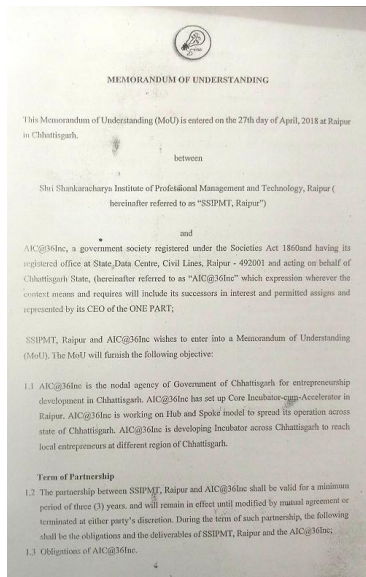 MEMORANDUM OF UNDERSTANDING
This Memorandum of Understanding (MoU) is entered on the 27th day of April, 2018 at Raipur
in Chhattisgarh.
between
Shri Shankaracharya Institute of Professional Management and Technology, Raipur (
hereinafter referred to as "SSIPMT, Raipur")
and
AIC@36Inc, a government society registered under the Societies Act 1860and having its
registered office at State Data Centre, Civil Lines, Raipur - 492001 and acting on behalf of
Chhattisgarh State, (hereinafter referred to as "AIC@36Inc" which expression wherever the
context means and requires will include its successors in interest and permitted assigns and
represented by its CEO of the ONE PART;
SSIPMT, Raipur and AIC@36Inc wishes to enter into a Memorandum of Understanding
(MoU). The MoU will furnish the following objective:
1.1 AIC@36Inc is the nodal agency of Government of Chhattisgarh for entrepreneurship
development in Chhattisgarh. AIC@36Inc has set up Core Incubator-cum-Accelerator in
Raipur. AIC@36Inc is working on Hub and Spoke model to spread its operation across
state of Chhattisgarh. AIC@36Inc is developing Incubator across Chhattisgarh to reach
local entrepreneurs at different region of Chhattisgarh.
Term of Partnership
1.2 The partnership between SSIPMT, Raipur and AIC@36Inc shall be valid for a minimum
period of three (3) years. and will remain in effect until modified by mutual agreement or
terminated at either party's discretion. During the term of such partnership, the following
shall be the obligations and the deliverables of SSIPMT, Raipur and the AIC@36Inc;
1.3 Obligations of AIC@36Inc.